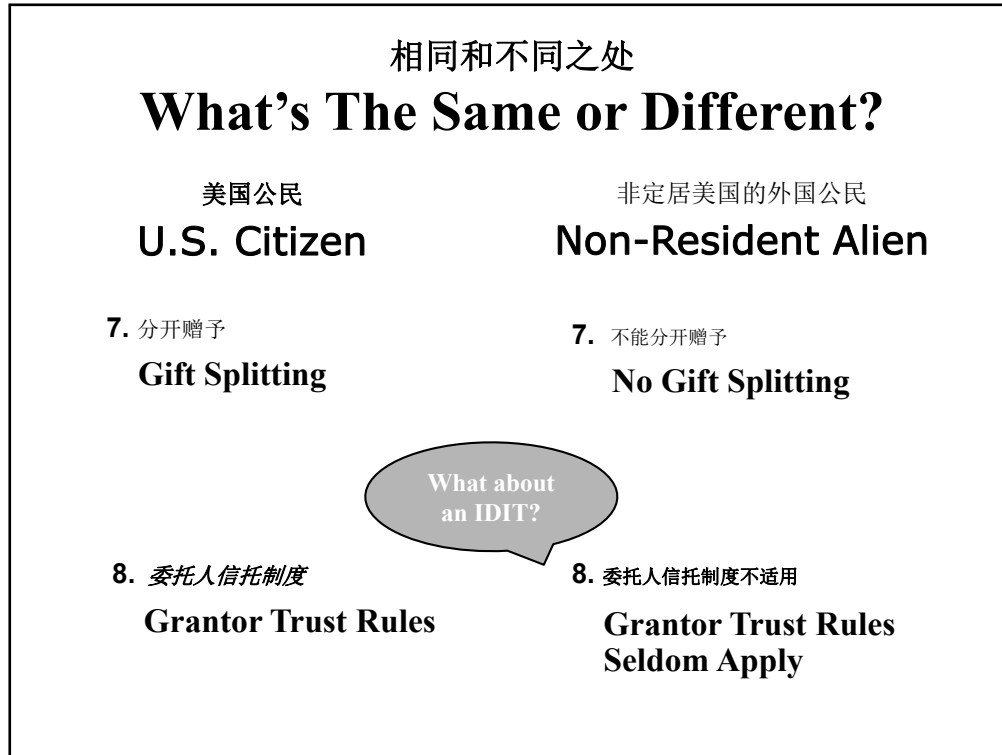 相同和不同之处
What’s The Same or Different?
美国公民
U.S. Citizen
非定居美国的外国公民
Non-Resident Alien
7. 分开赠予
Gift Splitting
7. 不能分开赠予
No Gift Splitting
What about
an IDIT?
8. 委托人信托制度
Grantor Trust Rules
8. 委托人信托制度不适用
Grantor Trust Rules
Seldom Apply